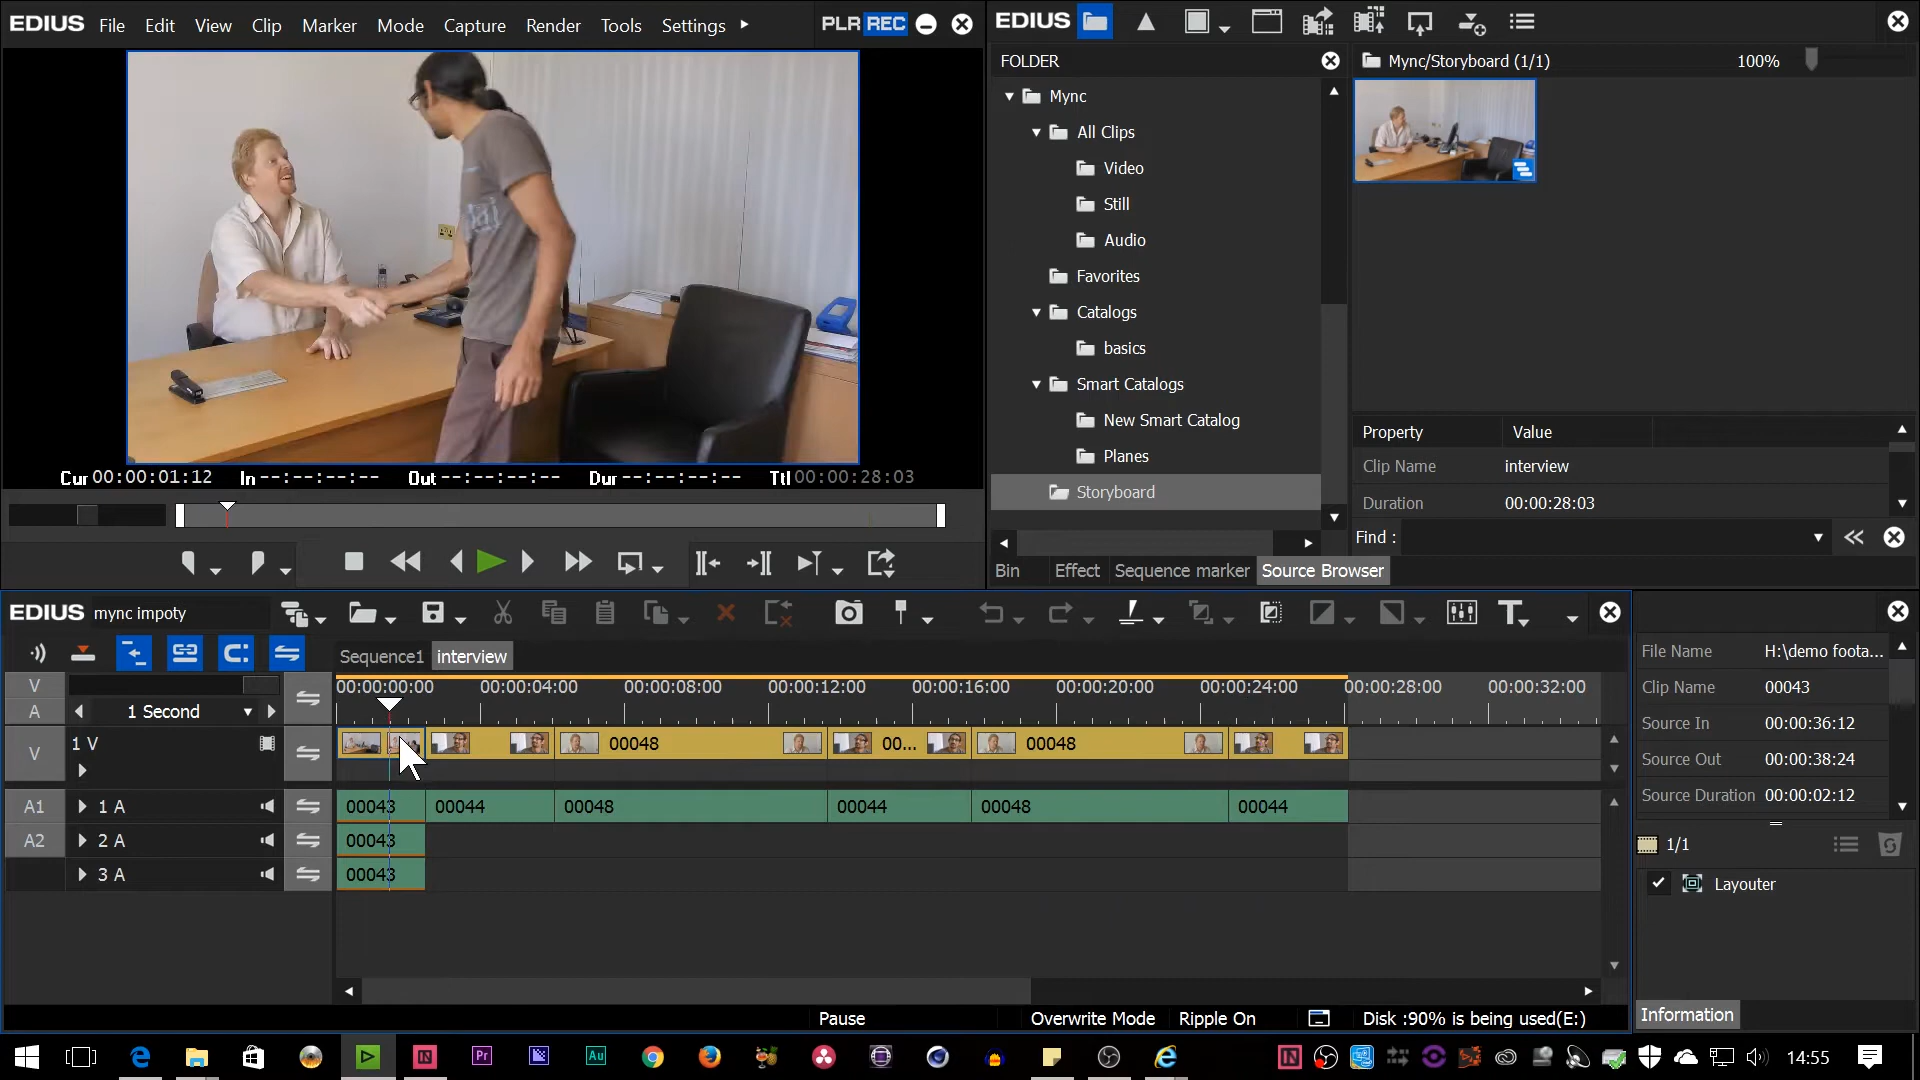 EDIUS File Edit View Clip Marker Mode Capture Render Tools Settings PLR REC
EDIUS
FOLDER
Mync/Storyboard (1/1) 100%
Mync
All Clips
Video
Still
Audio
Favorites
Catalogs
basics
Smart Catalogs
New Smart Catalog
Planes
Storyboard
Property Value
Clip Name interview
Duration 00:00:28:03
Find :
Bin Effect Sequence marker Source Browser
Cur 00:00:01:12 In --:--:--:-- Out --:--:--:-- Dur --:--:--:-- Ttl 00:00:28:03
EDIUS mync impoty
Sequence1 interview
00:00:00:00 00:00:04:00 00:00:08:00 00:00:12:00 00:00:16:00 00:00:20:00 00:00:24:00 00:00:28:00 00:00:32:00
V
A 1 Second
V 1 V 00048 00... 00048
A1 1 A 00043 00044 00048 00044 00048 00044
A2 2 A 00043
3 A 00043
File Name H:\demo foota...
Clip Name 00043
Source In 00:00:36:12
Source Out 00:00:38:24
Source Duration 00:00:02:12
1/1
Layouter
Information
Pause Overwrite Mode Ripple On Disk :90% is being used(E:)
Pr Au 14:55